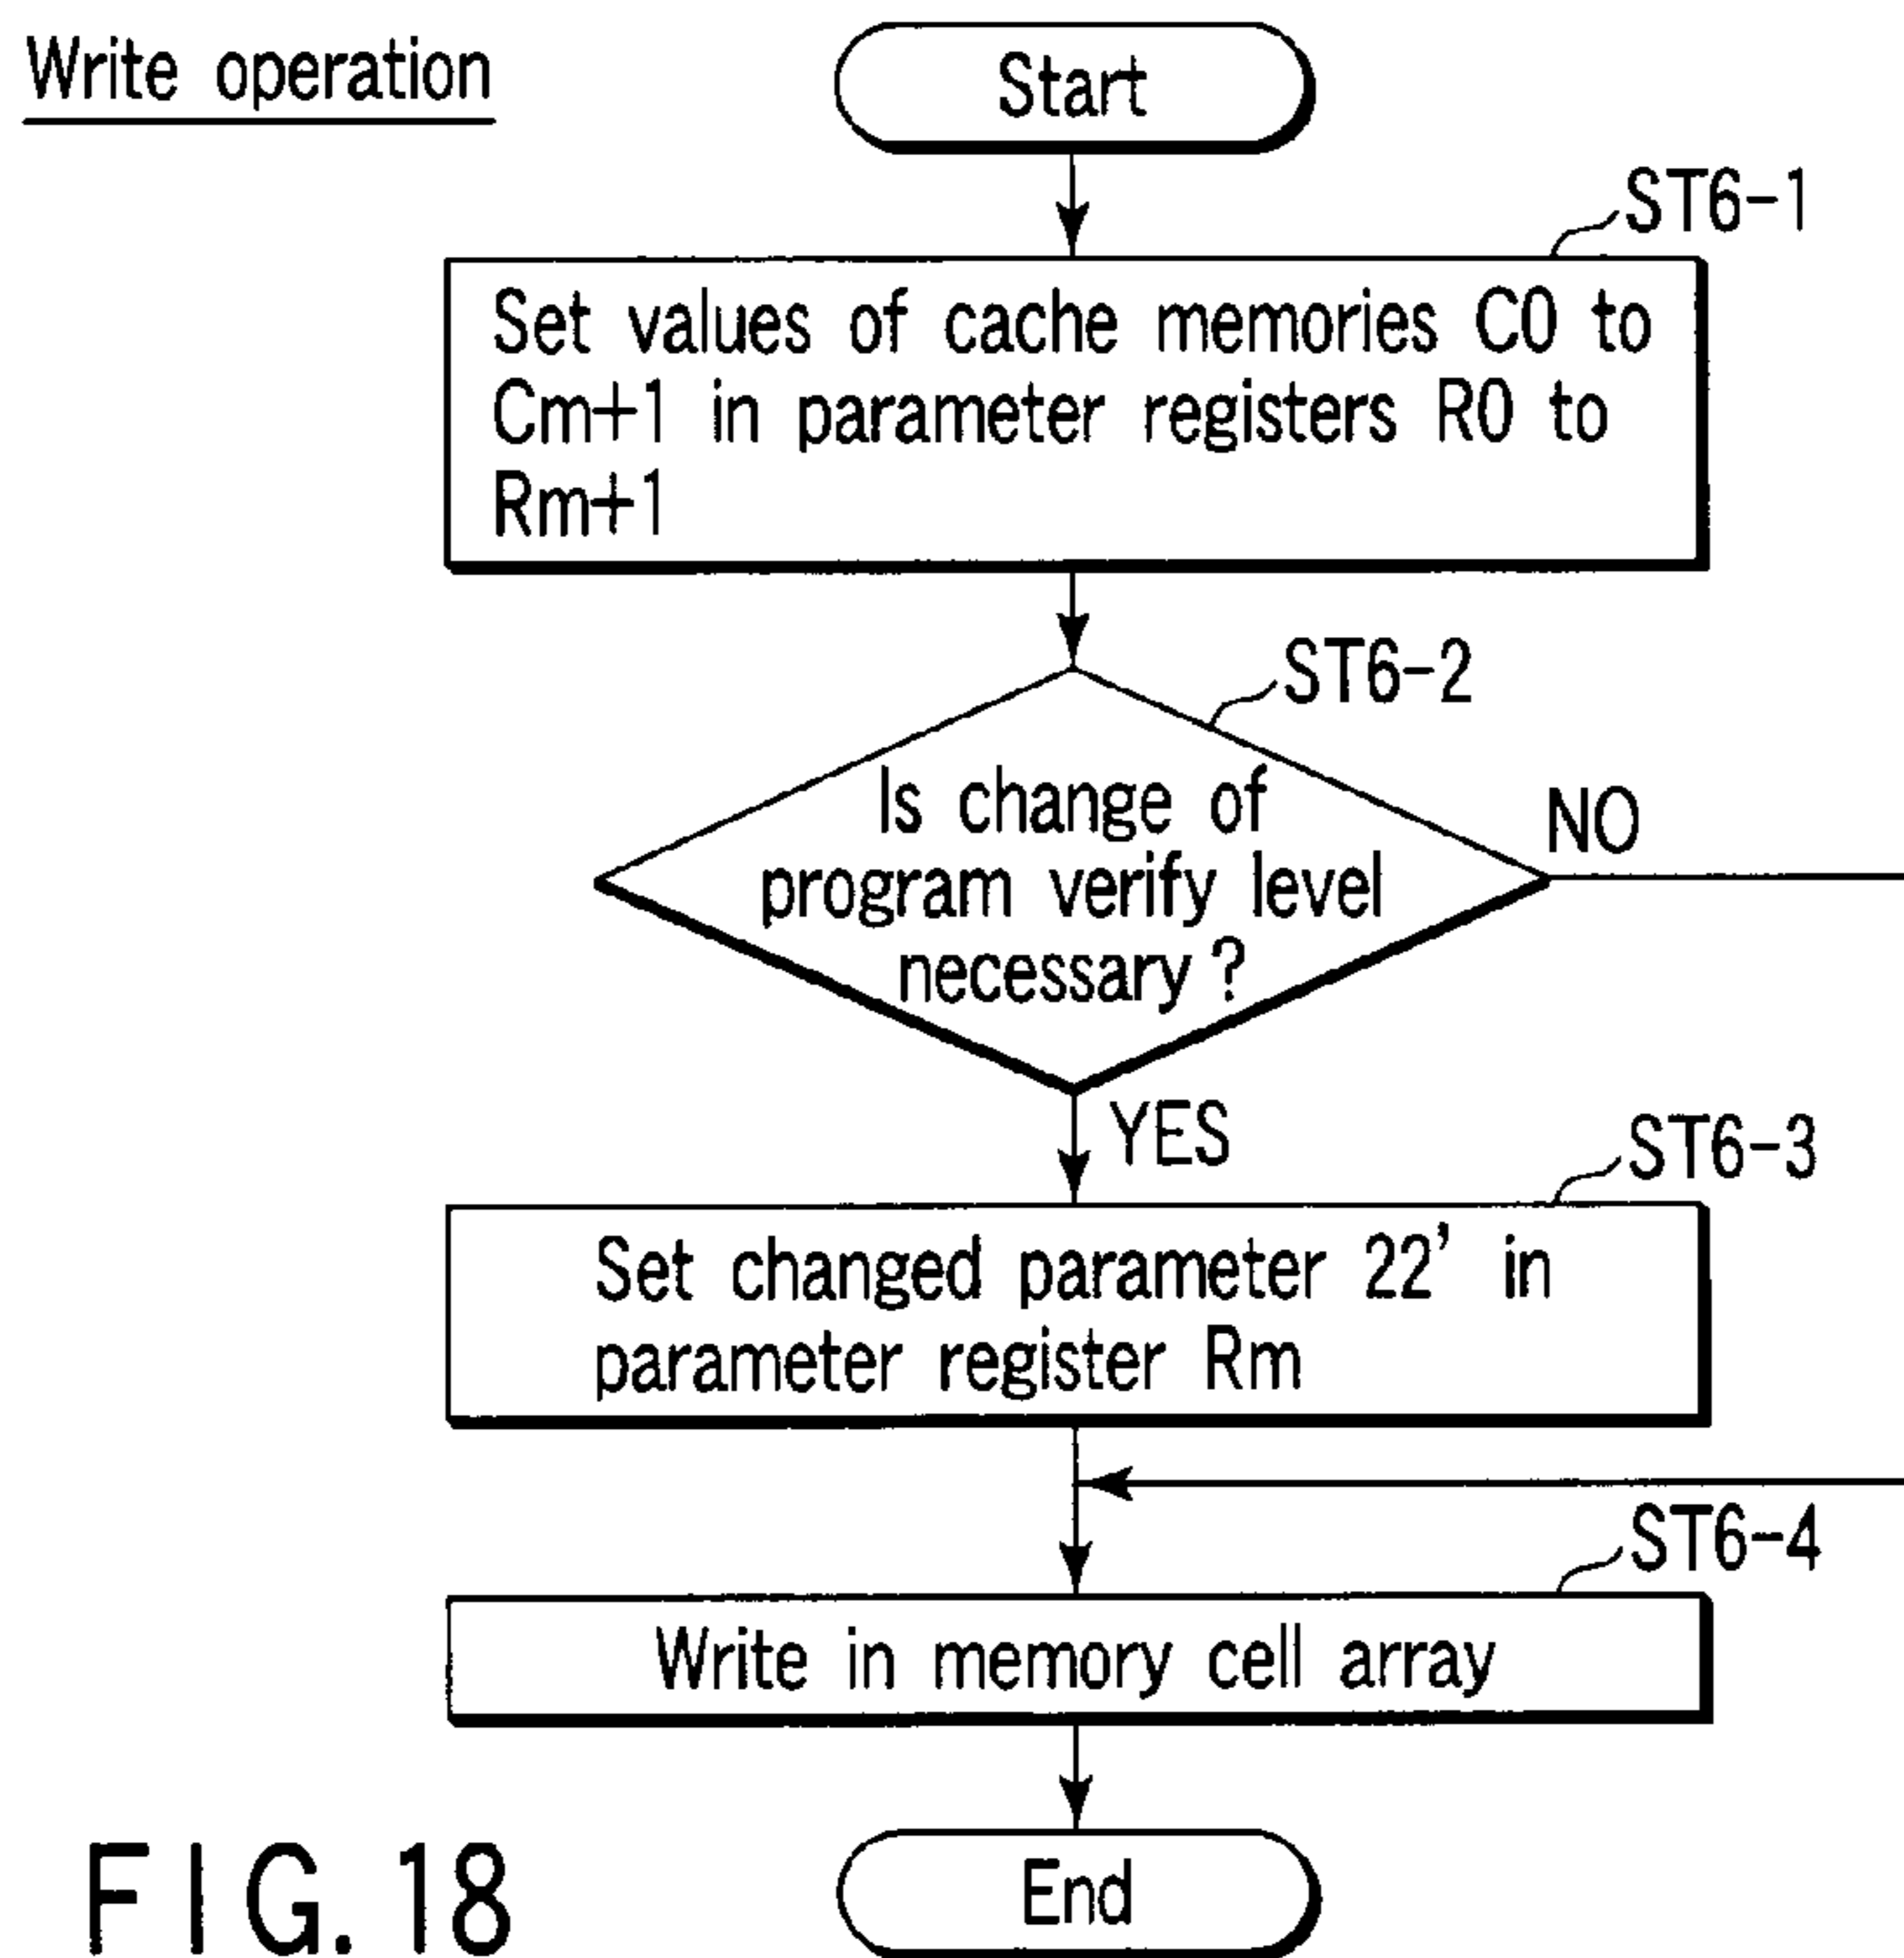 Write operation
Start
ST6-1
Set values of cache memories C0 to
Cm+1 in parameter registers R0 to
Rm+1
ST6-2
Is change of
program verify level
necessary ?
NO
YES
ST6-3
Set changed parameter 22' in
parameter register Rm
ST6-4
Write in memory cell array
End
FIG.18